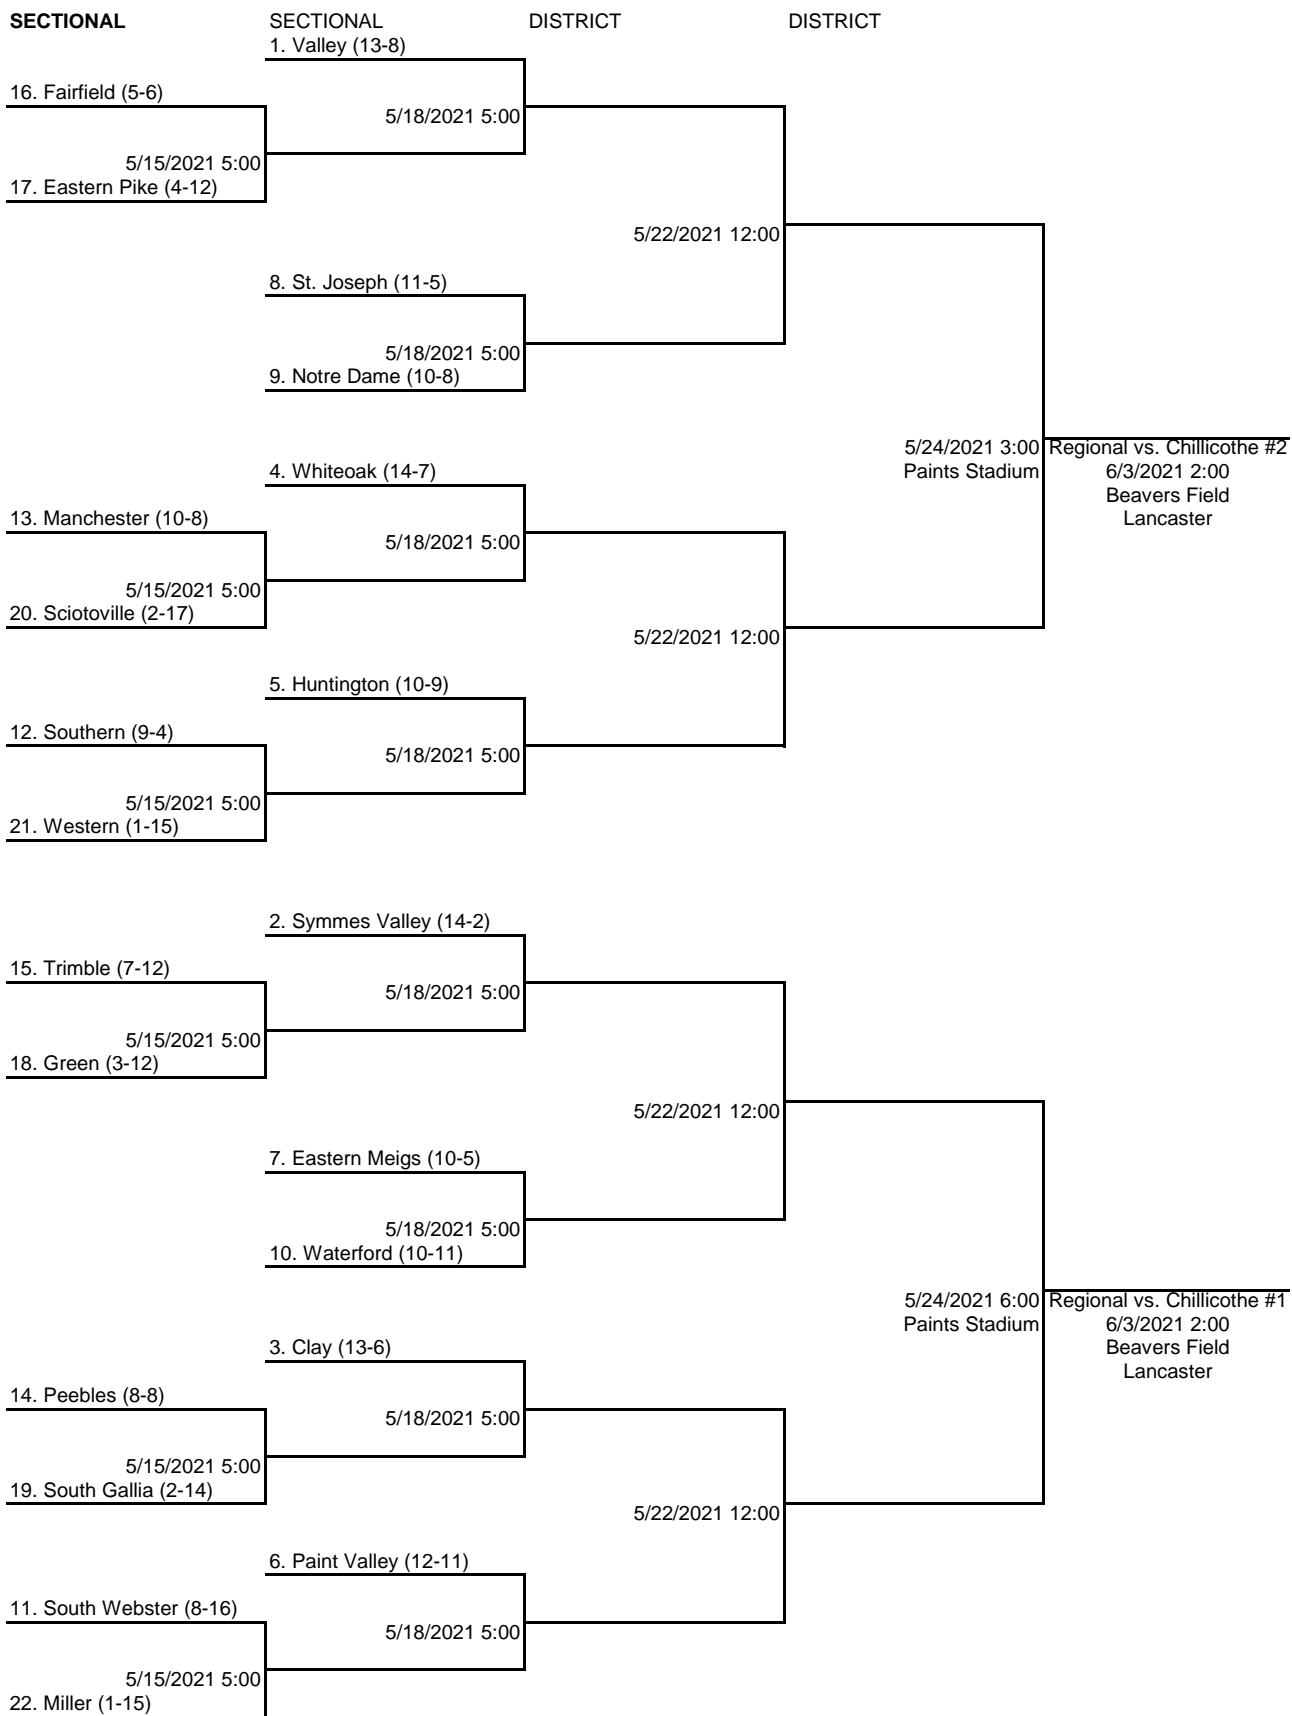 SECTIONAL SECTIONAL DISTRICT DISTRICT
1. Valley (13-8)
16. Fairfield (5-6)
5/18/2021 5:00
5/15/2021 5:00
17. Eastern Pike (4-12)
5/22/2021 12:00
8. St. Joseph (11-5)
5/18/2021 5:00
9. Notre Dame (10-8)
5/24/2021 3:00 Regional vs. Chillicothe #2
4. Whiteoak (14-7) Paints Stadium 6/3/2021 2:00
Beavers Field
13. Manchester (10-8) Lancaster
5/18/2021 5:00
5/15/2021 5:00
20. Sciotoville (2-17)
5/22/2021 12:00
5. Huntington (10-9)
12. Southern (9-4)
5/18/2021 5:00
5/15/2021 5:00
21. Western (1-15)
2. Symmes Valley (14-2)
15. Trimble (7-12)
5/18/2021 5:00
5/15/2021 5:00
18. Green (3-12)
5/22/2021 12:00
7. Eastern Meigs (10-5)
5/18/2021 5:00
10. Waterford (10-11)
5/24/2021 6:00 Regional vs. Chillicothe #1
Paints Stadium 6/3/2021 2:00
3. Clay (13-6) Beavers Field
Lancaster
14. Peebles (8-8)
5/18/2021 5:00
5/15/2021 5:00
19. South Gallia (2-14)
5/22/2021 12:00
6. Paint Valley (12-11)
11. South Webster (8-16)
5/18/2021 5:00
5/15/2021 5:00
22. Miller (1-15)